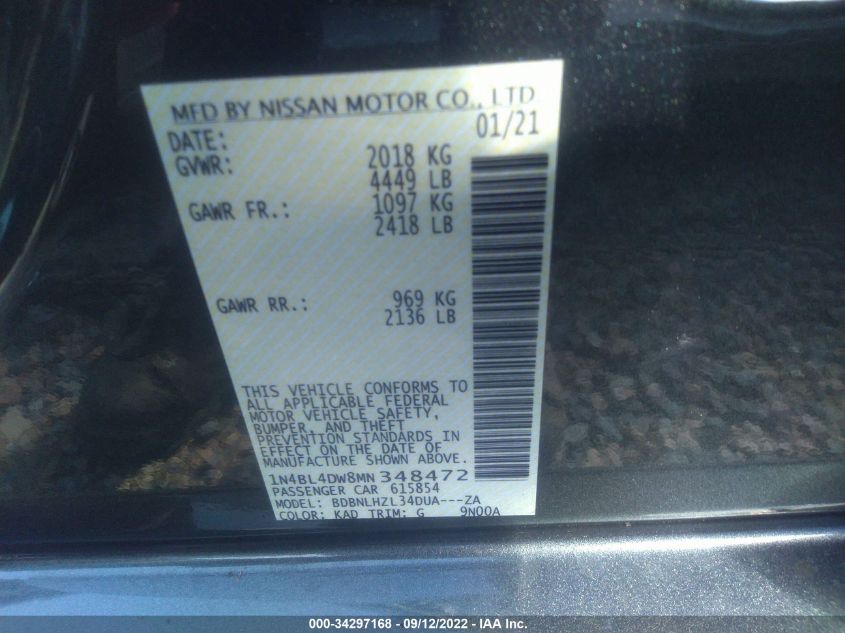 MFD BY NISSAN MOTOR CO., LTD
DATE: 01/21
GVWR: 2018 KG
4449 LB
GAWR FR.: 1097 KG
2418 LB
GAWR RR.: 969 KG
2136 LB
THIS VEHICLE CONFORMS TO
ALL APPLICABLE FEDERAL
MOTOR VEHICLE SAFETY,
BUMPER, AND THEFT
PREVENTION STANDARDS IN
EFFECT ON THE DATE OF
MANUFACTURE SHOWN ABOVE.
1N4BL4DW8MN348472
PASSENGER CAR 615854
MODEL: BDBNLHZL34DUA---ZA
COLOR: KAD TRIM: G 9N00A
000-34297168 - 09/12/2022 - IAA Inc.